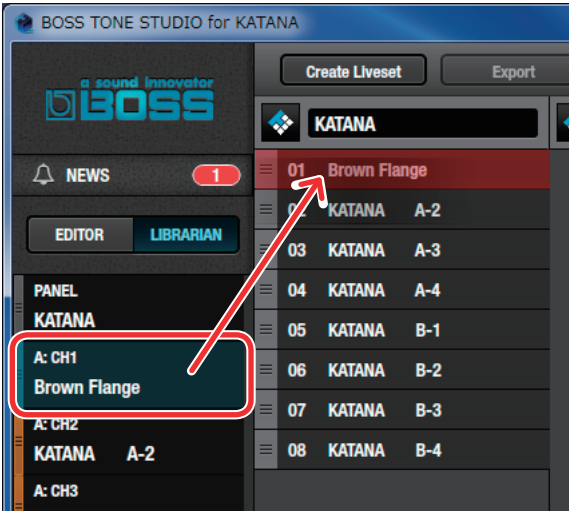 BOSS TONE STUDIO for KATANA
a sound innovator
BOSS
NEWS
1
EDITOR
LIBRARIAN
PANEL
KATANA
A: CH1
Brown Flange
A: CH2
KATANA A-2
A: CH3
Create Liveset
Export
KATANA
01 Brown Flange
02 KATANA A-2
03 KATANA A-3
04 KATANA A-4
05 KATANA B-1
06 KATANA B-2
07 KATANA B-3
08 KATANA B-4